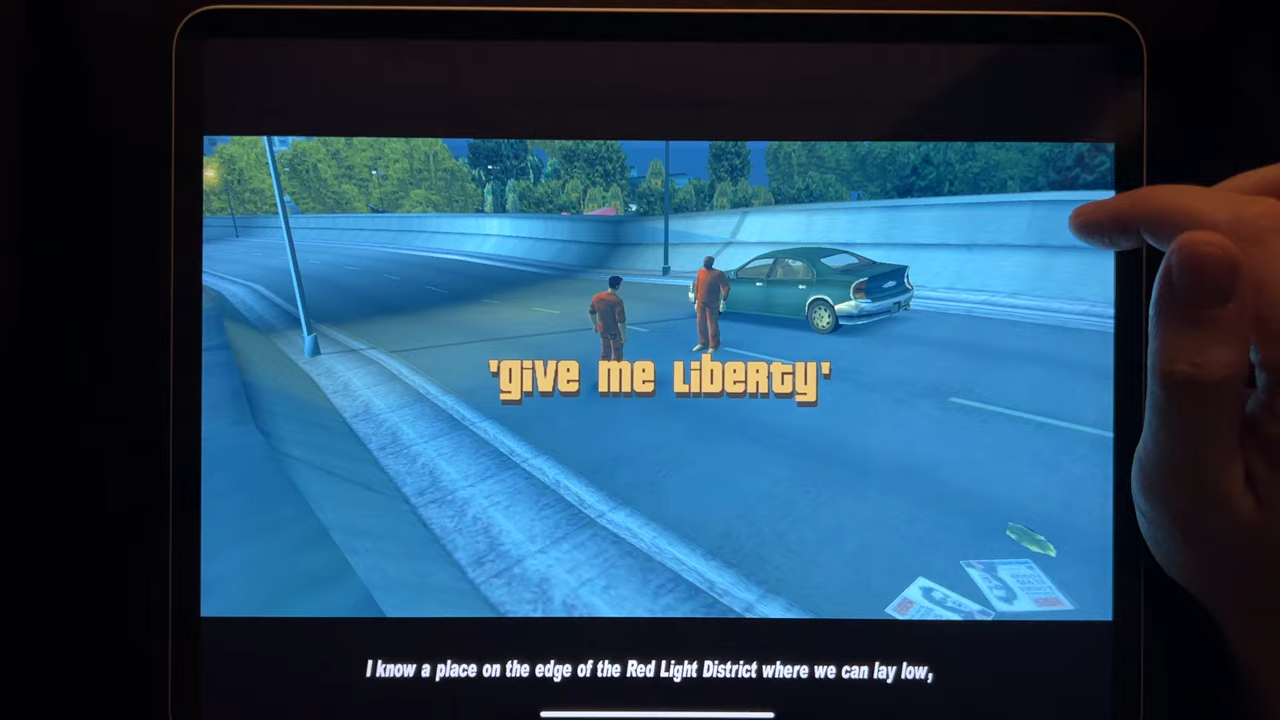 'give me liberty'
I know a place on the edge of the Red Light District where we can lay low,